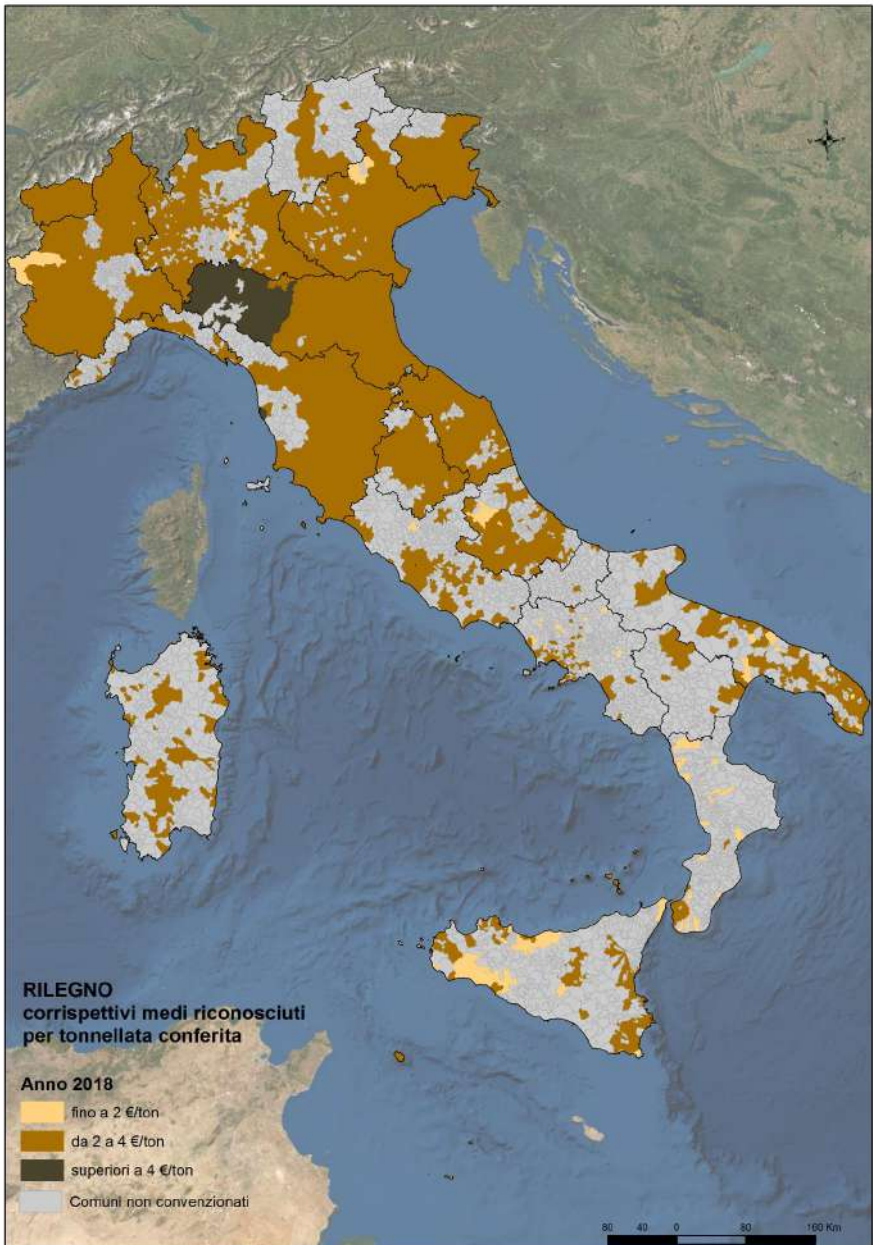 RILEGNO
corrispettivi medi riconosciuti
per tonnellata conferita
Anno 2018
fino a 2 €/ton
da 2 a 4 €/ton
superiori a 4 €/ton
Comuni non convenzionati
80 40 0 80 160 Km